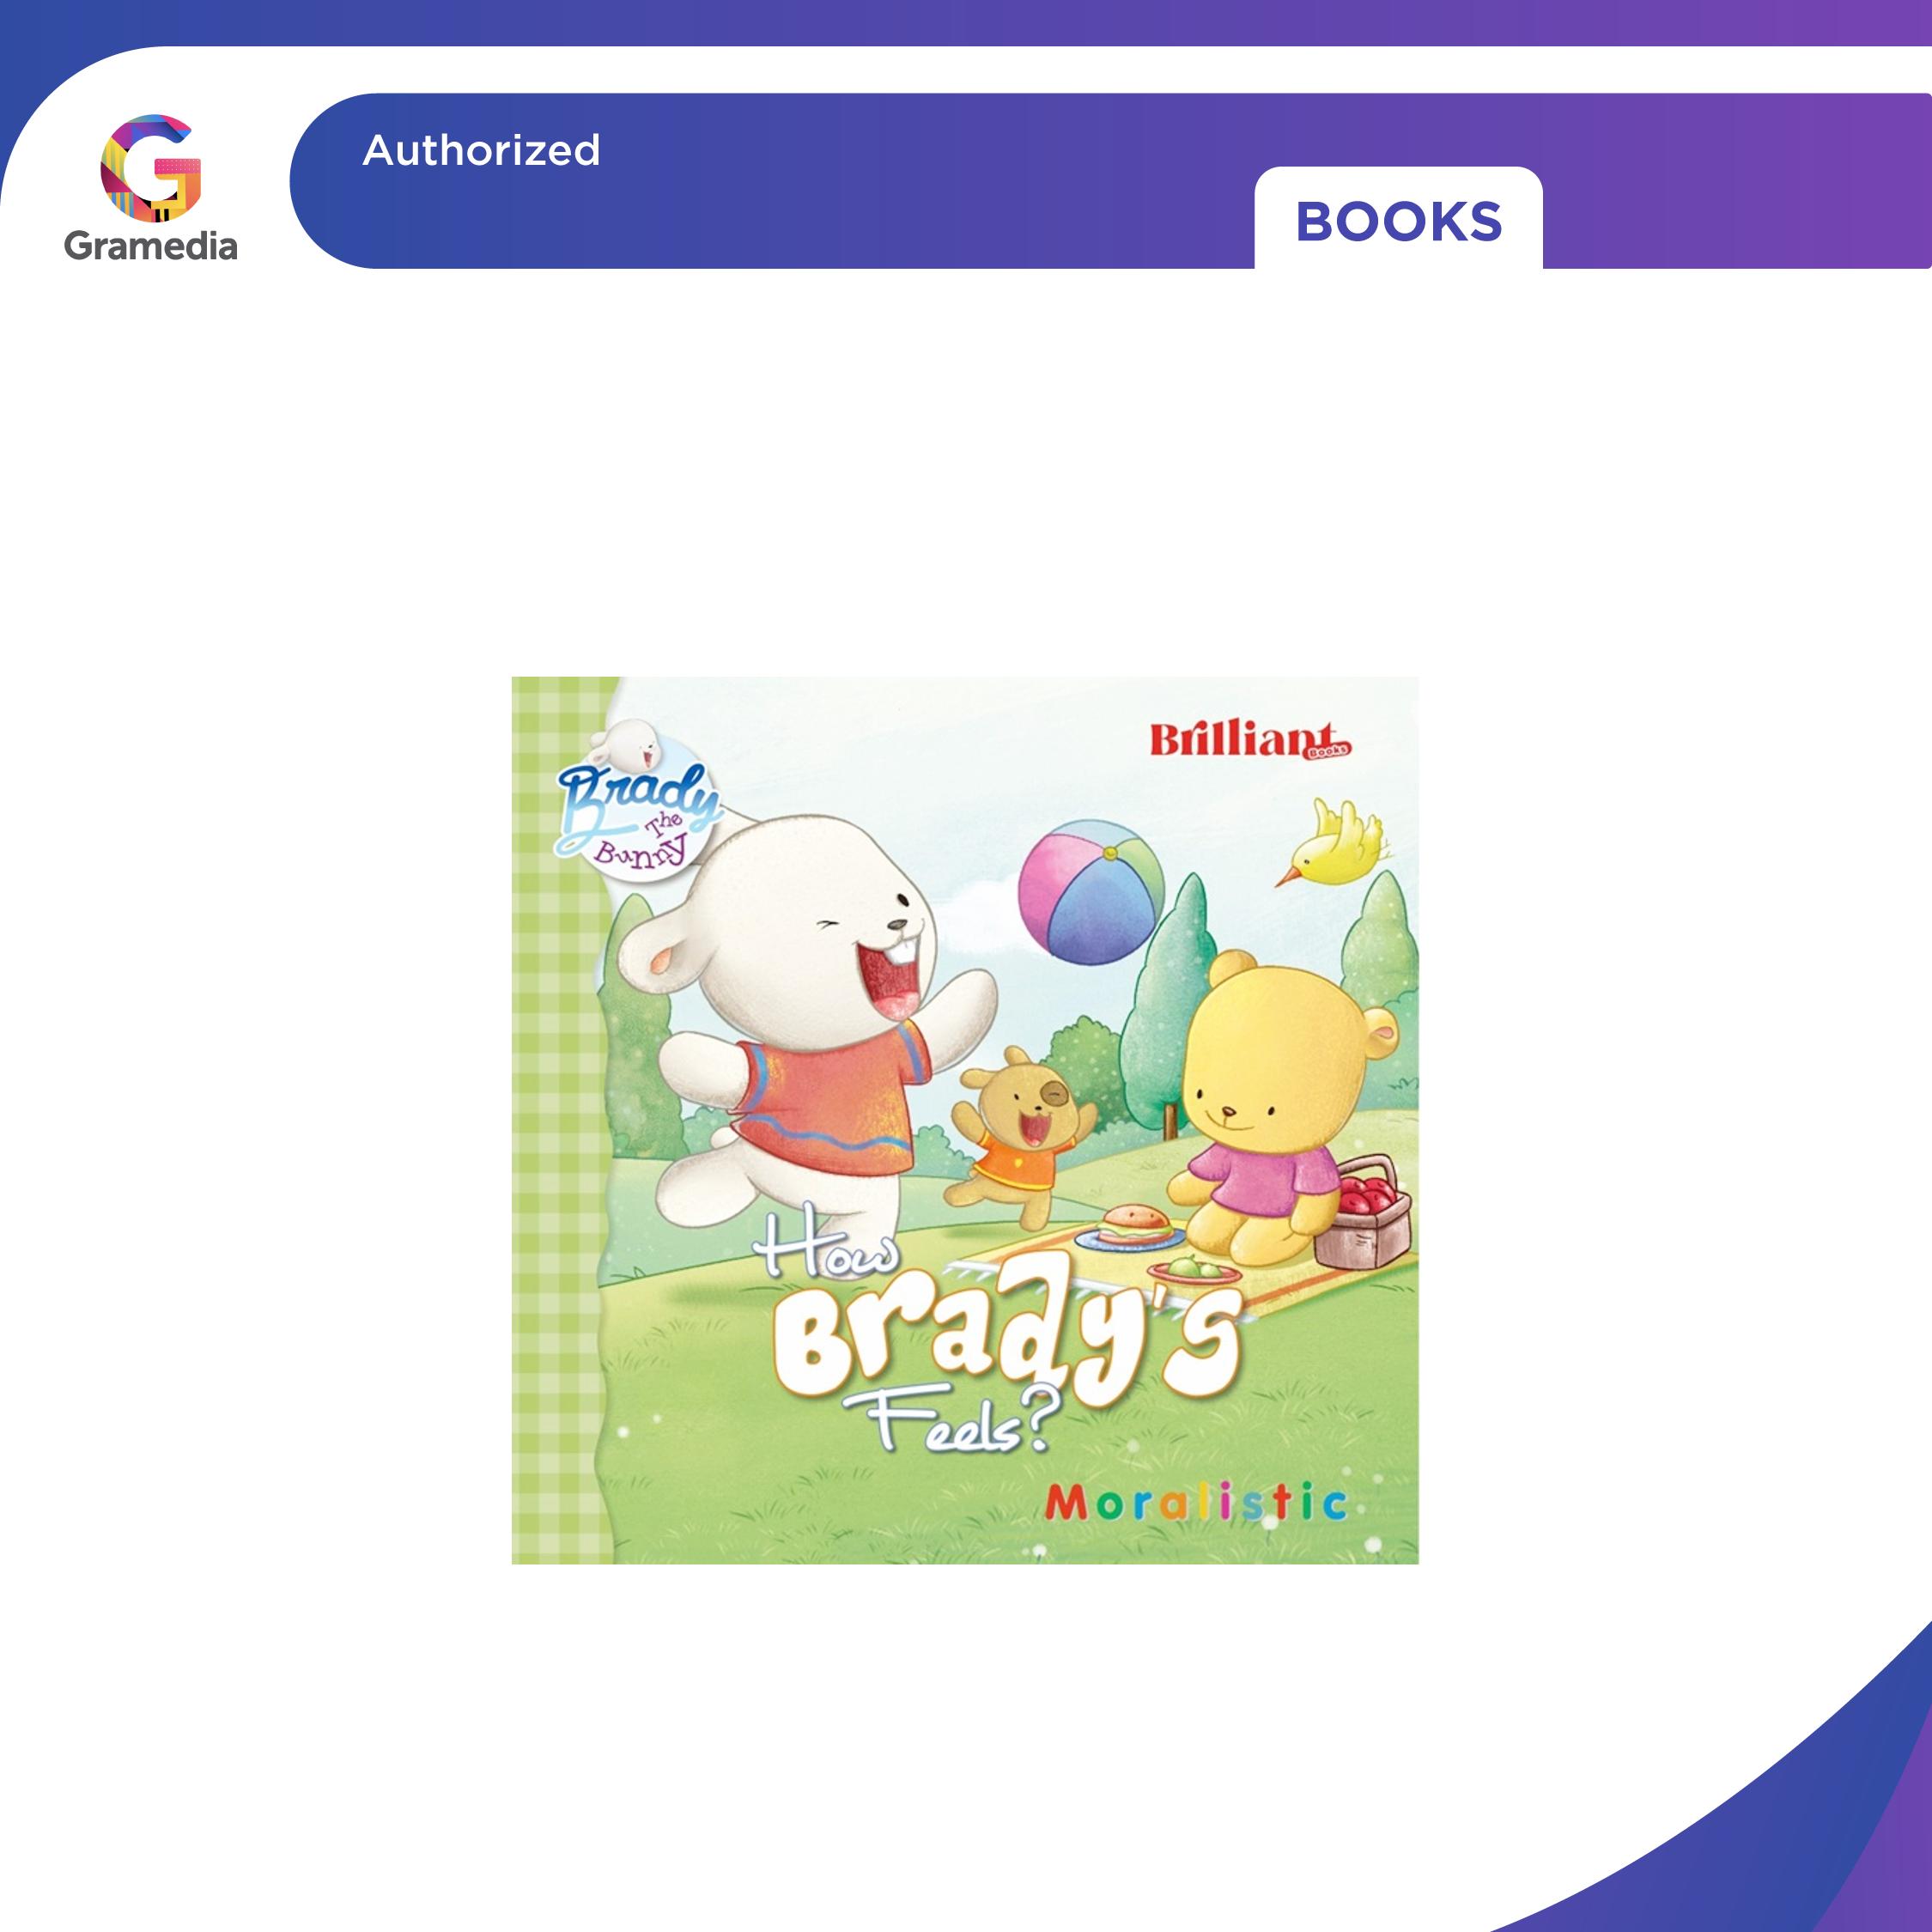 Authorized
Gramedia
BOOKS
Brilliant
Books
Brady
The
Bunny
How
Brady's
Feels?
Moralistic